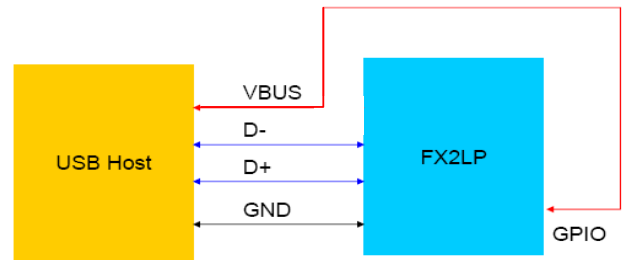 VBUS
D-
USB Host
FX2LP
D+
GND
GPIO